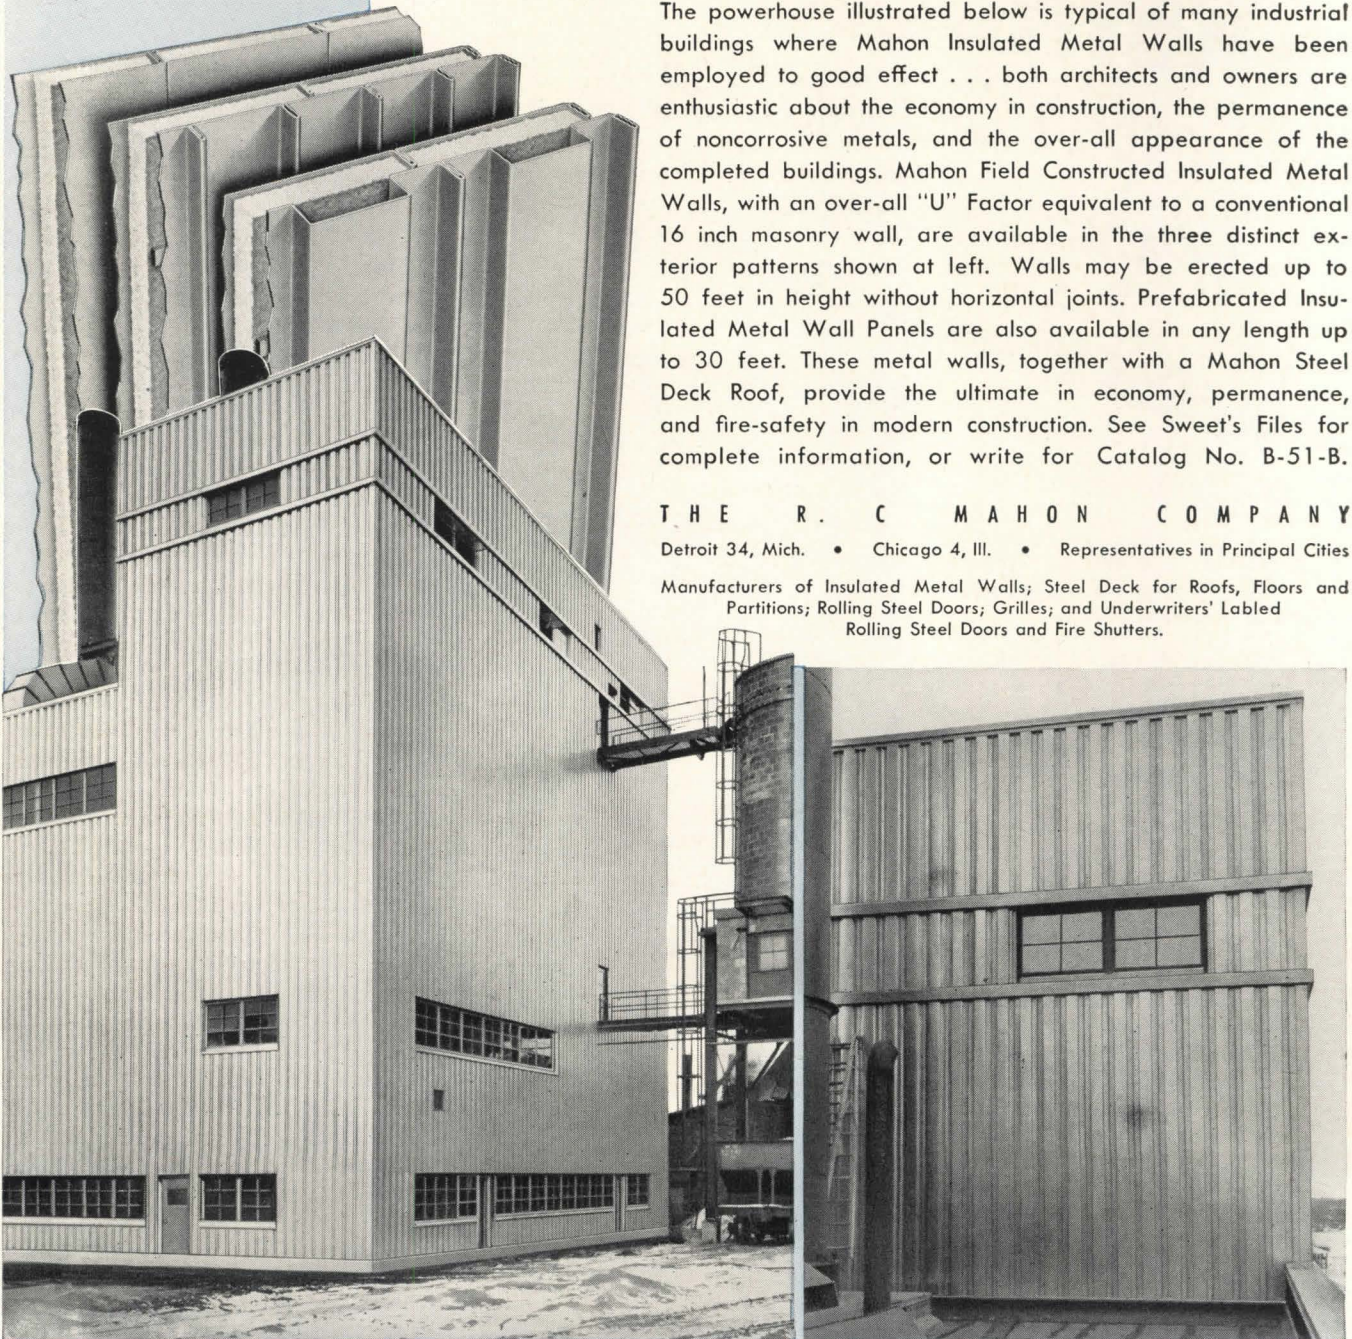 The powerhouse illustrated below is typical of many industrial
buildings where Mahon Insulated Metal Walls have been
employed to good effect . . . both architects and owners are
enthusiastic about the economy in construction, the permanence
of noncorrosive metals, and the over-all appearance of the
completed buildings. Mahon Field Constructed Insulated Metal
Walls, with an over-all "U" Factor equivalent to a conventional
16 inch masonry wall, are available in the three distinct ex-
terior patterns shown at left. Walls may be erected up to
50 feet in height without horizontal joints. Prefabricated Insu-
lated Metal Wall Panels are also available in any length up
to 30 feet. These metal walls, together with a Mahon Steel
Deck Roof, provide the ultimate in economy, permanence,
and fire-safety in modern construction. See Sweet's Files for
complete information, or write for Catalog No. B-51-B.
THE R. C MAHON COMPANY
Detroit 34, Mich. • Chicago 4, Ill. • Representatives in Principal Cities
Manufacturers of Insulated Metal Walls; Steel Deck for Roofs, Floors and
Partitions; Rolling Steel Doors; Grilles; and Underwriters' Labled
Rolling Steel Doors and Fire Shutters.